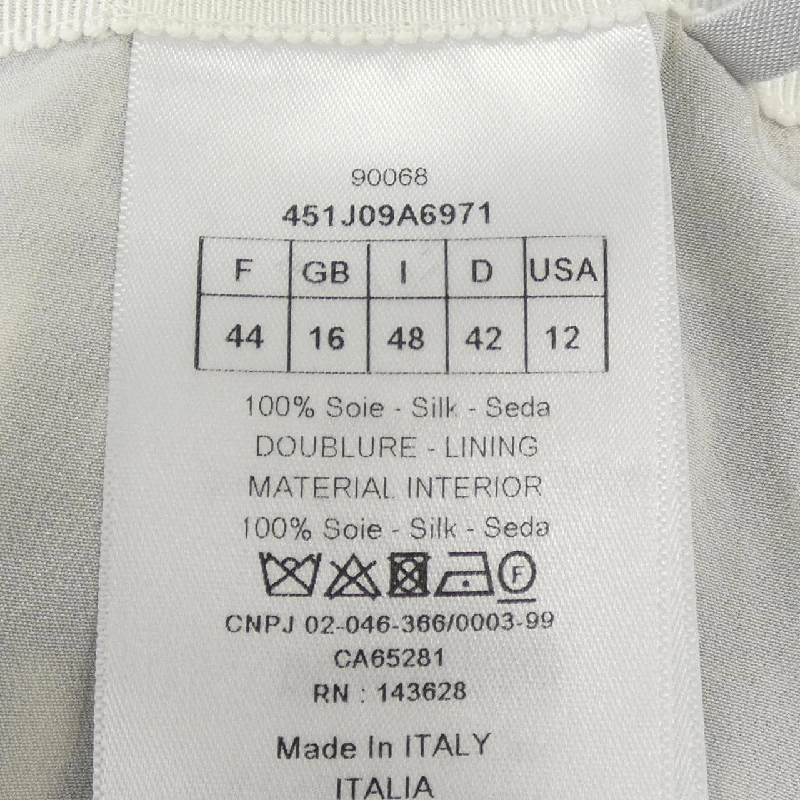 90068
451J09A6971
F GB I D USA
44 16 48 42 12
100% Soie - Silk - Seda
DOUBLURE - LINING
MATERIAL INTERIOR
100% Soie - Silk - Seda
F
CNPJ 02-046-366/0003-99
CA65281
RN : 143628
Made In ITALY
ITALIA